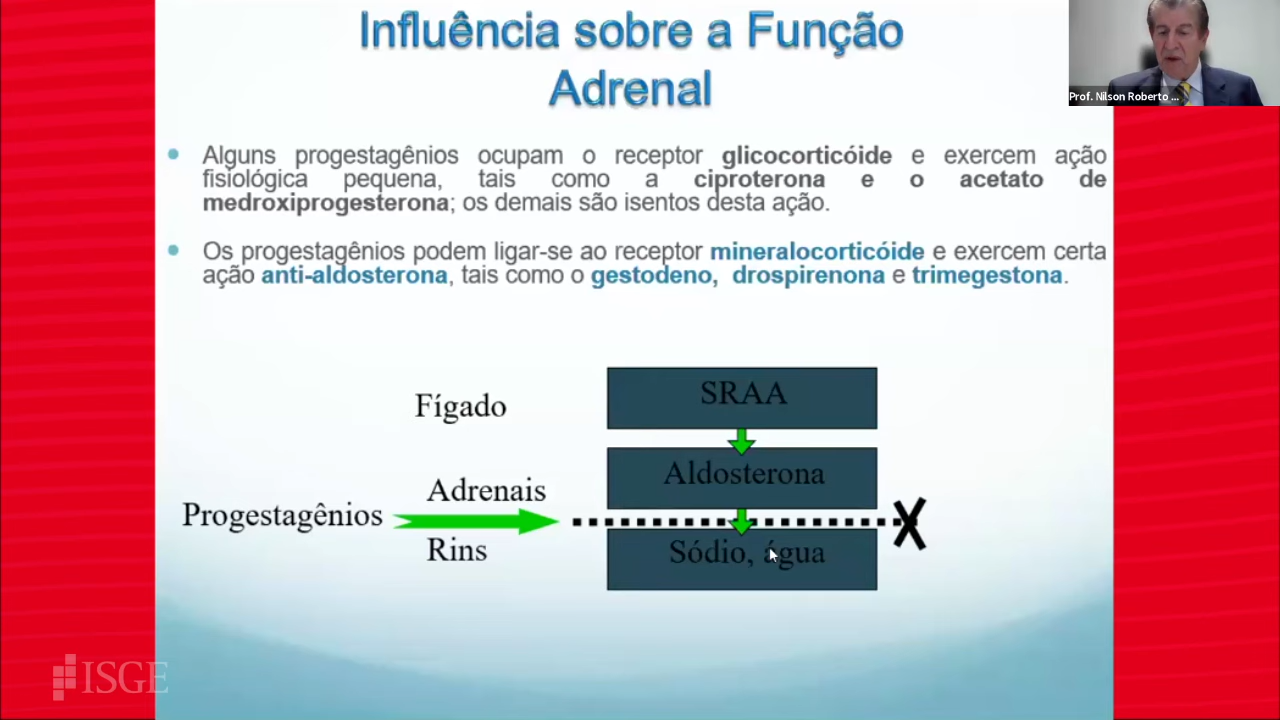 Influência sobre a Função
Adrenal
Prof. Nilson Roberto ...
Alguns progestagênios ocupam o receptor glicocorticóide e exercem ação
fisiológica pequena, tais como a ciproterona e o acetato de
medroxiprogesterona; os demais são isentos desta ação.
Os progestagênios podem ligar-se ao receptor mineralocorticóide e exercem certa
ação anti-aldosterona, tais como o gestodeno, drospirenona e trimegestona.
Fígado
SRAA
Adrenais
Aldosterona
Progestagênios
Rins
Sódio, água
X
ISGE